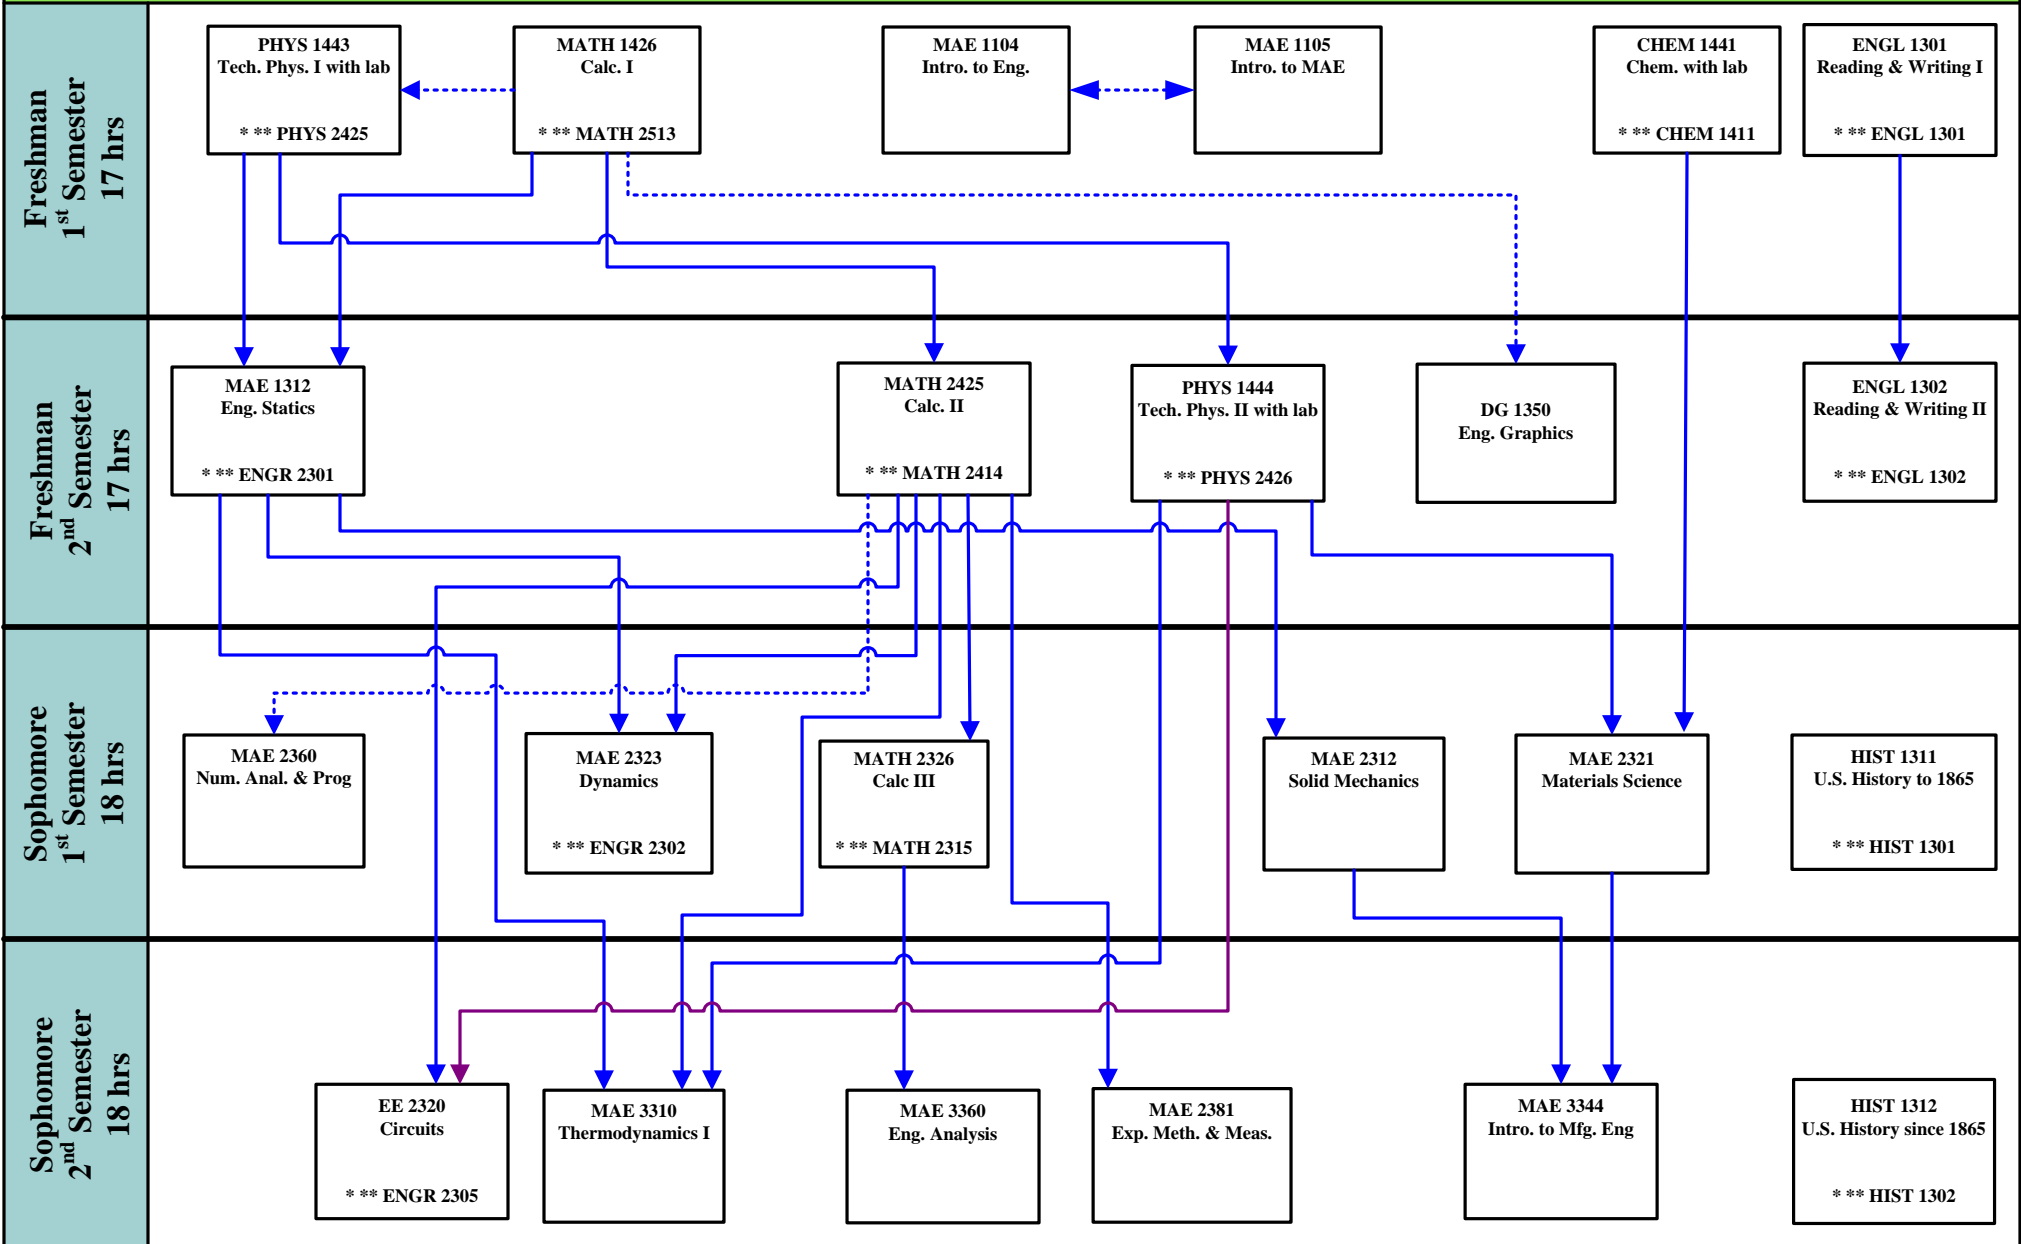 Freshman
1st Semester
17 hrs
PHYS 1443
Tech. Phys. I with lab
* ** PHYS 2425
MATH 1426
Calc. I
* ** MATH 2513
MAE 1104
Intro. to Eng.
MAE 1105
Intro. to MAE
CHEM 1441
Chem. with lab
* ** CHEM 1411
ENGL 1301
Reading & Writing I
* ** ENGL 1301
Freshman
2nd Semester
17 hrs
MAE 1312
Eng. Statics
* ** ENGR 2301
MATH 2425
Calc. II
* ** MATH 2414
PHYS 1444
Tech. Phys. II with lab
* ** PHYS 2426
DG 1350
Eng. Graphics
ENGL 1302
Reading & Writing II
* ** ENGL 1302
Sophomore
1st Semester
18 hrs
MAE 2360
Num. Anal. & Prog
MAE 2323
Dynamics
* ** ENGR 2302
MATH 2326
Calc III
* ** MATH 2315
MAE 2312
Solid Mechanics
MAE 2321
Materials Science
HIST 1311
U.S. History to 1865
* ** HIST 1301
Sophomore
2nd Semester
18 hrs
EE 2320
Circuits
* ** ENGR 2305
MAE 3310
Thermodynamics I
MAE 3360
Eng. Analysis
MAE 2381
Exp. Meth. & Meas.
MAE 3344
Intro. to Mfg. Eng
HIST 1312
U.S. History since 1865
* ** HIST 1302